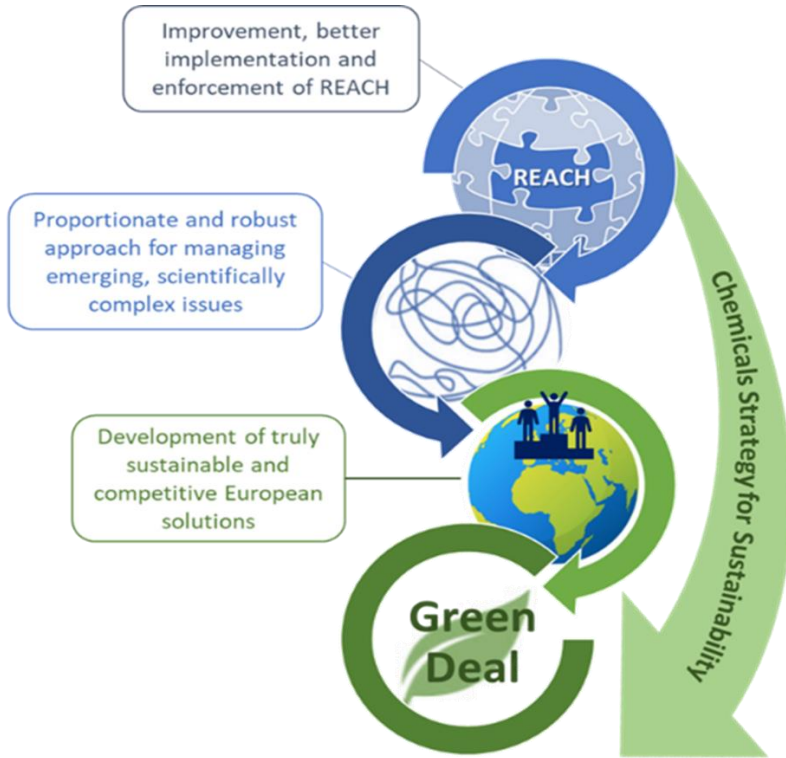 Improvement, better
implementation and
enforcement of REACH
REACH
Proportionate and robust
approach for managing
emerging, scientifically
complex issues
Chemicals Strategy for Sustainability
Development of truly
sustainable and
competitive European
solutions
Green
Deal